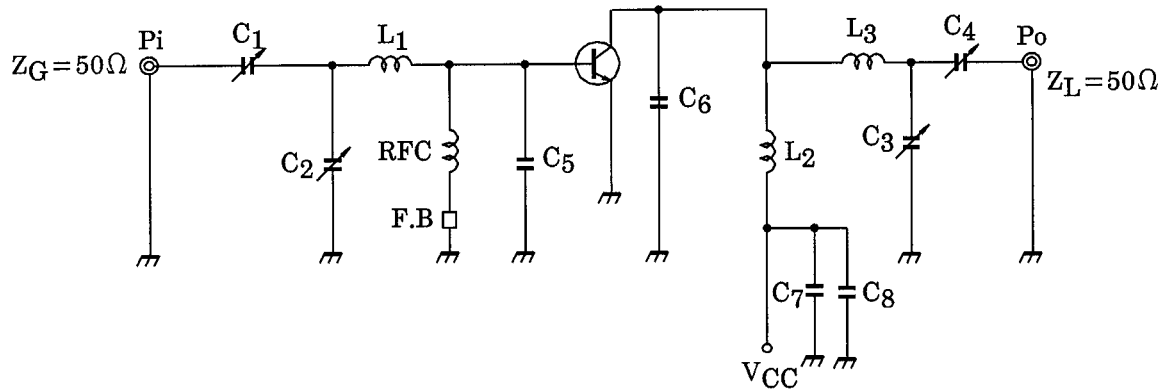 Pi
Z_G=50Ω
C₁
C₂
L₁
RFC
F.B
C₅
C₆
L₂
C₇
C₈
V_CC
L₃
C₃
C₄
Po
Z_L=50Ω